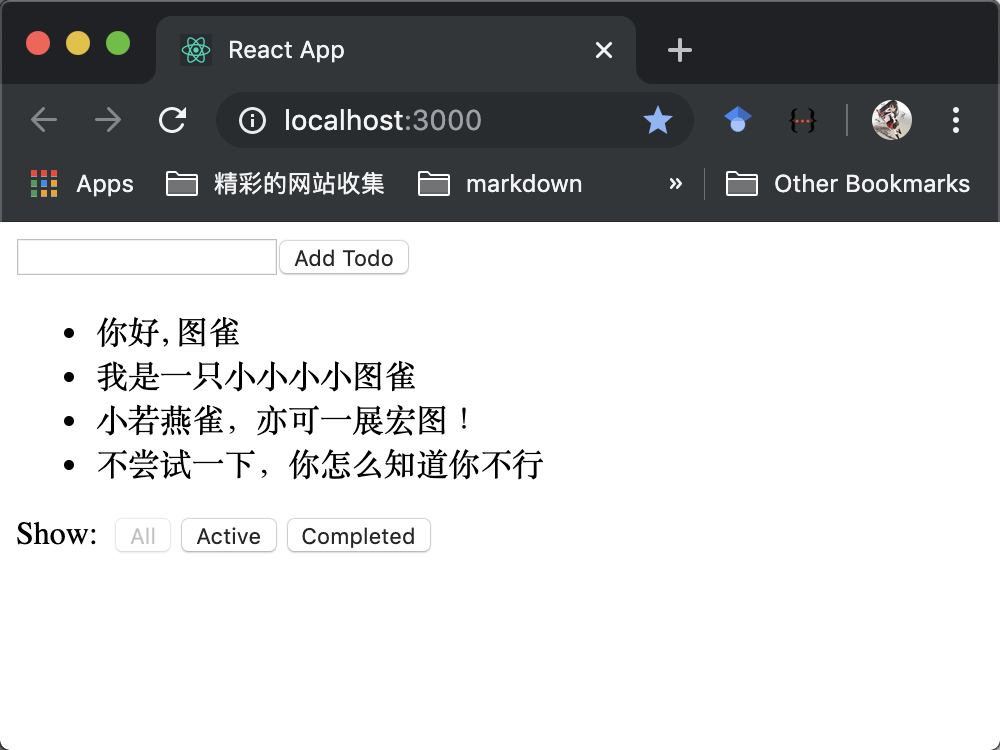 React App
localhost:3000
Apps 精彩的网站收集 markdown » Other Bookmarks
Add Todo
你好, 图雀
我是一只小小小小图雀
小若燕雀，亦可一展宏图！
不尝试一下，你怎么知道你不行
Show: All Active Completed